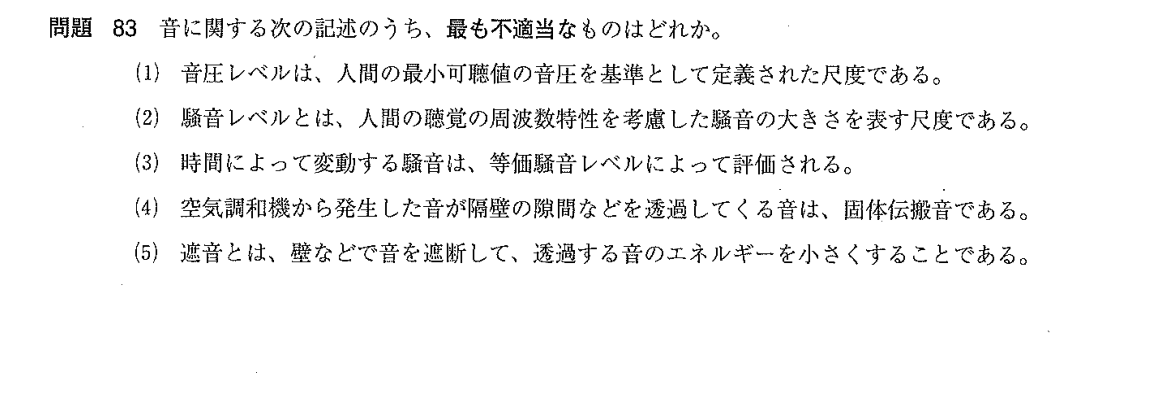 問題 83 音に関する次の記述のうち、最も不適当なものはどれか。
(1) 音圧レベルは、人間の最小可聴値の音圧を基準として定義された尺度である。
(2) 騒音レベルとは、人間の聴覚の周波数特性を考慮した騒音の大きさを表す尺度である。
(3) 時間によって変動する騒音は、等価騒音レベルによって評価される。
(4) 空気調和機から発生した音が隔壁の隙間などを透過してくる音は、固体伝搬音である。
(5) 遮音とは、壁などで音を遮断して、透過する音のエネルギーを小さくすることである。